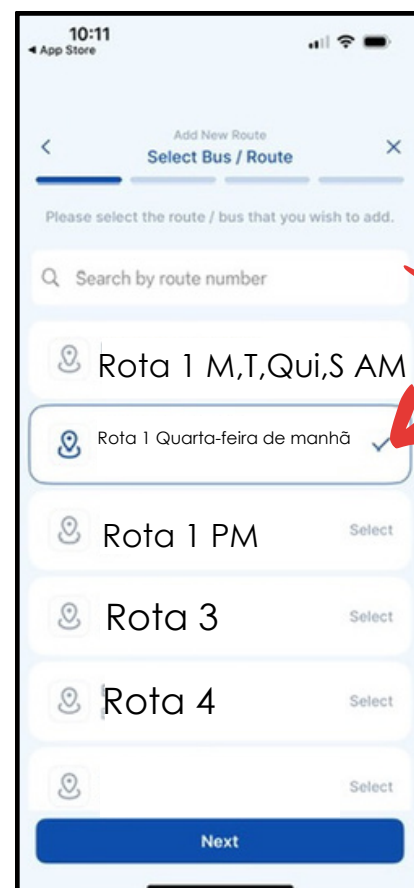 10:11
◀ App Store
Add New Route
Select Bus / Route
Please select the route / bus that you wish to add.
Search by route number
Rota 1 M,T,Qui,S AM
Rota 1 Quarta-feira de manhã
Rota 1 PM Select
Rota 3 Select
Rota 4 Select
Select
Next